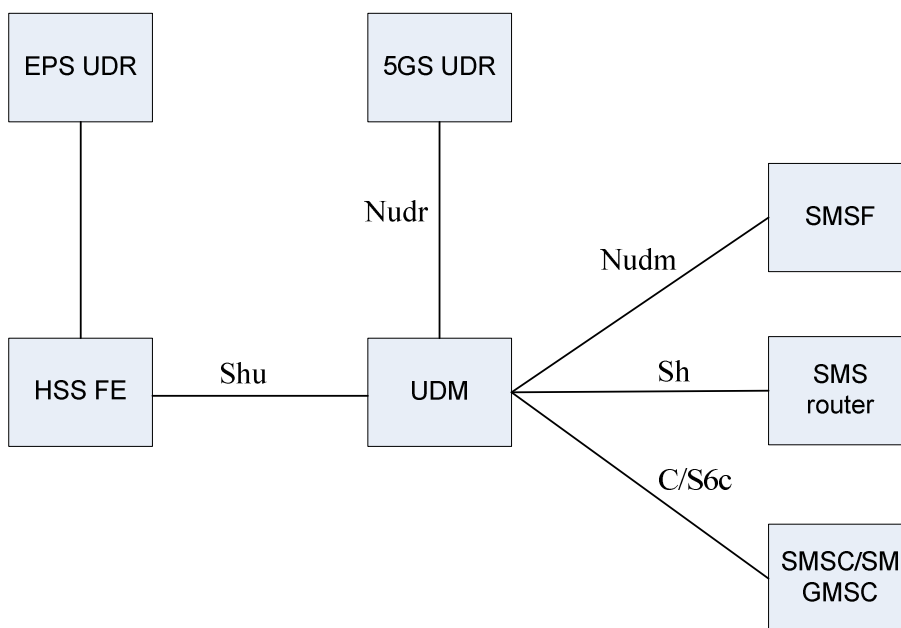 EPS UDR
5GS UDR
Nudr
SMSF
Nudm
HSS FE
Shu
UDM
Sh
SMS
router
C/S6c
SMSC/SM
GMSC